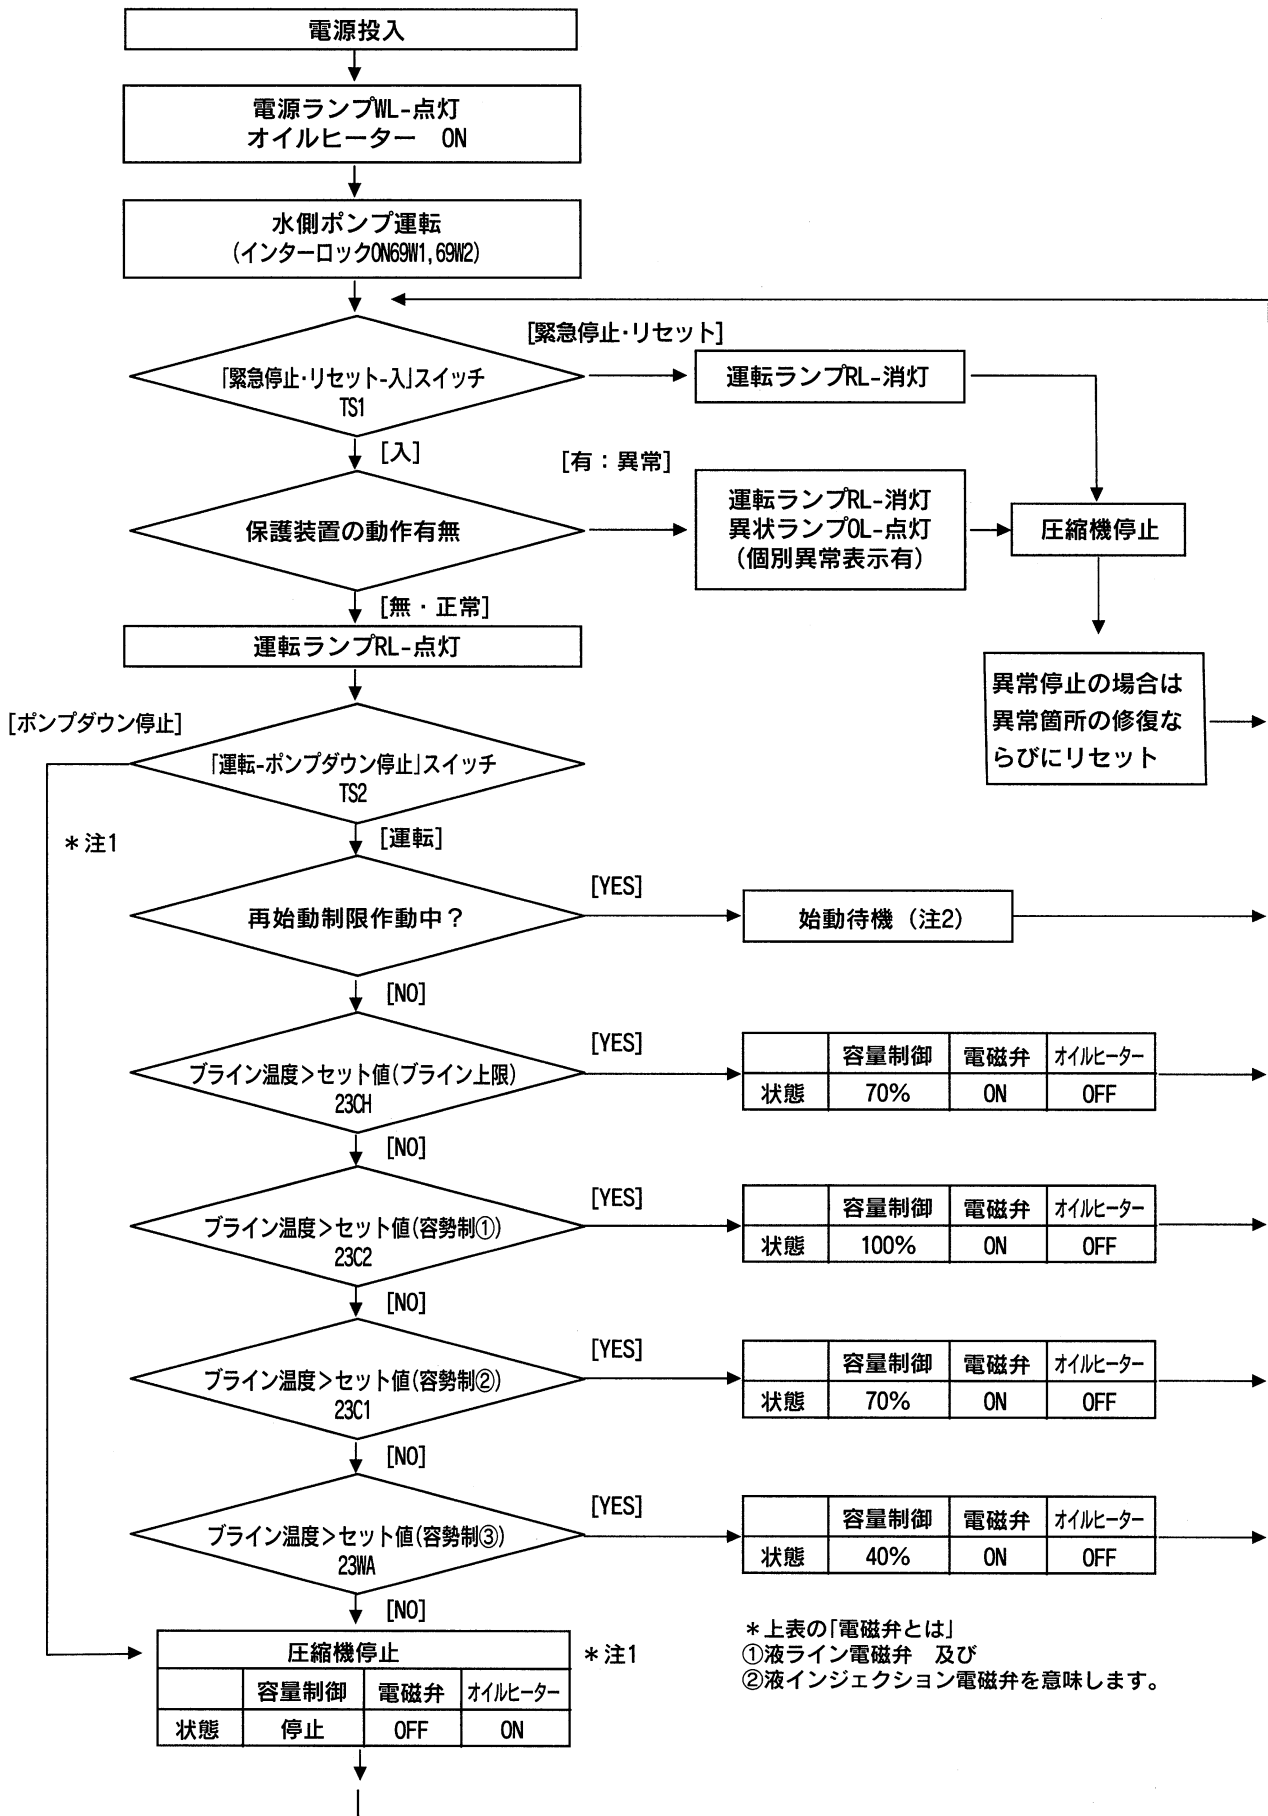 電源投入
電源ランプWL-点灯
オイルヒーター ON
水側ポンプ運転
(インターロックON69W1,69W2)
[緊急停止・リセット]
「緊急停止・リセット-入」スイッチ
TS1
運転ランプRL-消灯
[入]
[有：異常]
保護装置の動作有無
運転ランプRL-消灯
異状ランプOL-点灯
(個別異常表示有)
圧縮機停止
[無・正常]
運転ランプRL-点灯
異常停止の場合は
異常箇所の修復な
らびにリセット
[ポンプダウン停止]
「運転-ポンプダウン停止」スイッチ
TS2
＊注1
[運転]
再始動制限作動中？
[YES]
始動待機（注2）
[NO]
ブライン温度＞セット値(ブライン上限)
23CH
[YES]
容量制御 電磁弁 オイルヒーター
状態 70% ON OFF
[NO]
ブライン温度＞セット値(容勢制①)
23C2
[YES]
容量制御 電磁弁 オイルヒーター
状態 100% ON OFF
[NO]
ブライン温度＞セット値(容勢制②)
23C1
[YES]
容量制御 電磁弁 オイルヒーター
状態 70% ON OFF
[NO]
ブライン温度＞セット値(容勢制③)
23WA
[YES]
容量制御 電磁弁 オイルヒーター
状態 40% ON OFF
[NO]
圧縮機停止
＊注1
容量制御 電磁弁 オイルヒーター
状態 停止 OFF ON
＊上表の「電磁弁とは」
①液ライン電磁弁 及び
②液インジェクション電磁弁を意味します。